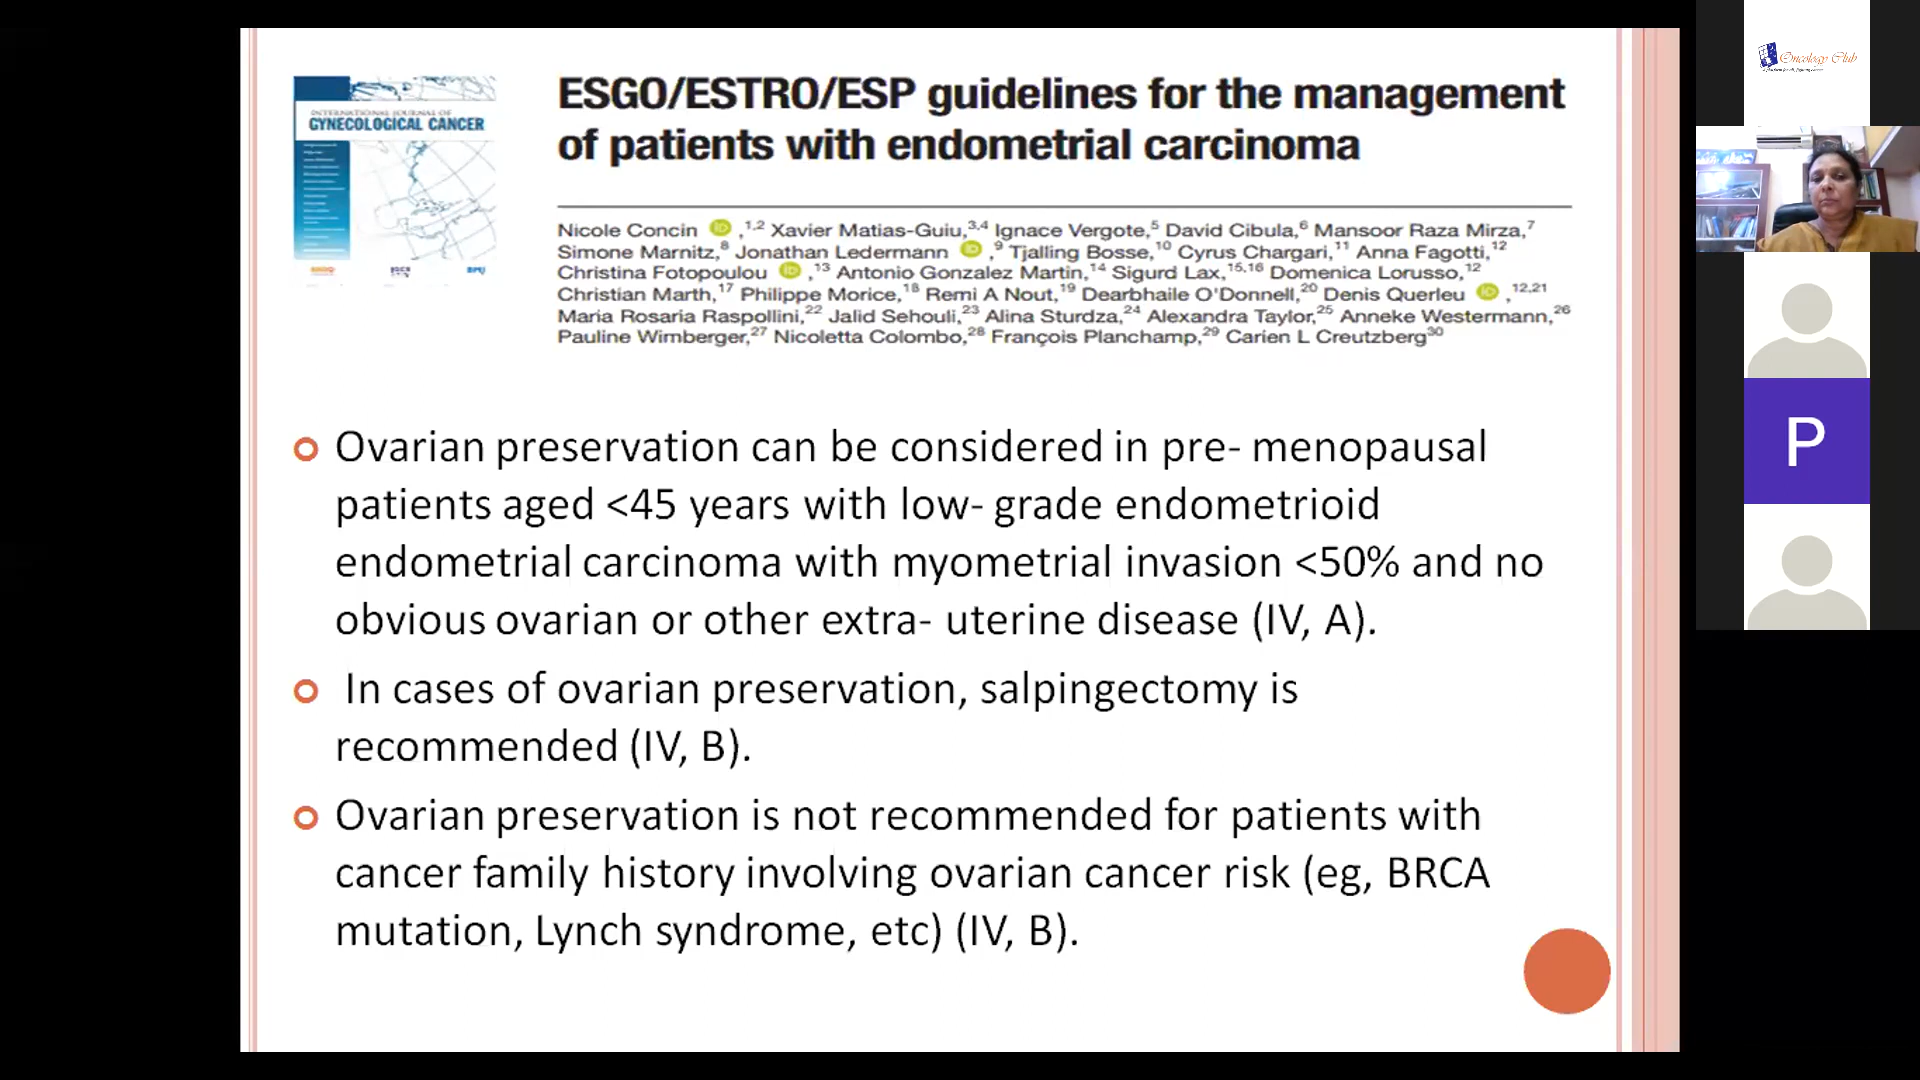 INTERNATIONAL JOURNAL OF
GYNECOLOGICAL CANCER
ESGO/ESTRO/ESP guidelines for the management
of patients with endometrial carcinoma
Nicole Concin iD ,1,2 Xavier Matias-Guiu,3,4 Ignace Vergote,5 David Cibula,6 Mansoor Raza Mirza,7
Simone Marnitz,8 Jonathan Ledermann iD ,9 Tjalling Bosse,10 Cyrus Chargari,11 Anna Fagotti,12
Christina Fotopoulou iD ,13 Antonio Gonzalez Martin,14 Sigurd Lax,15,16 Domenica Lorusso,12
Christian Marth,17 Philippe Morice,18 Remi A Nout,19 Dearbhaile O'Donnell,20 Denis Querleu iD ,12,21
Maria Rosaria Raspollini,22 Jalid Sehouli,23 Alina Sturdza,24 Alexandra Taylor,25 Anneke Westermann,26
Pauline Wimberger,27 Nicoletta Colombo,28 François Planchamp,29 Carien L Creutzberg30
Ovarian preservation can be considered in pre- menopausal
patients aged <45 years with low- grade endometrioid
endometrial carcinoma with myometrial invasion <50% and no
obvious ovarian or other extra- uterine disease (IV, A).
In cases of ovarian preservation, salpingectomy is
recommended (IV, B).
Ovarian preservation is not recommended for patients with
cancer family history involving ovarian cancer risk (eg, BRCA
mutation, Lynch syndrome, etc) (IV, B).
Oncology Club
P